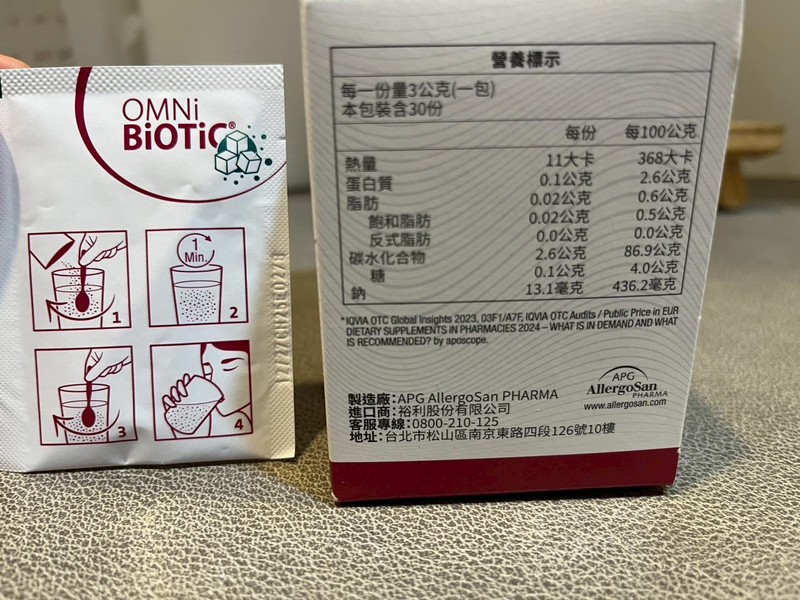 OMNi
BiOTiC®
1
Min.
1
2
3
4
營養標示
每一份量3公克(一包)
本包裝含30份
每份 每100公克
熱量 11大卡 368大卡
蛋白質 0.1公克 2.6公克
脂肪 0.02公克 0.6公克
飽和脂肪 0.02公克 0.5公克
反式脂肪 0.0公克 0.0公克
碳水化合物 2.6公克 86.9公克
糖 0.1公克 4.0公克
鈉 13.1毫克 436.2毫克
*IQVIA OTC Global Insights 2023, 03F1/A7F, IQVIA OTC Audits / Public Price in EUR
DIETARY SUPPLEMENTS IN PHARMACIES 2024 – WHAT IS IN DEMAND AND WHAT
IS RECOMMENDED? by aposcope.
製造廠:APG AllergoSan PHARMA
進口商:裕利股份有限公司
客服專線:0800-210-125
地址:台北市松山區南京東路四段126號10樓
APG
AllergoSan
PHARMA
www.allergosan.com